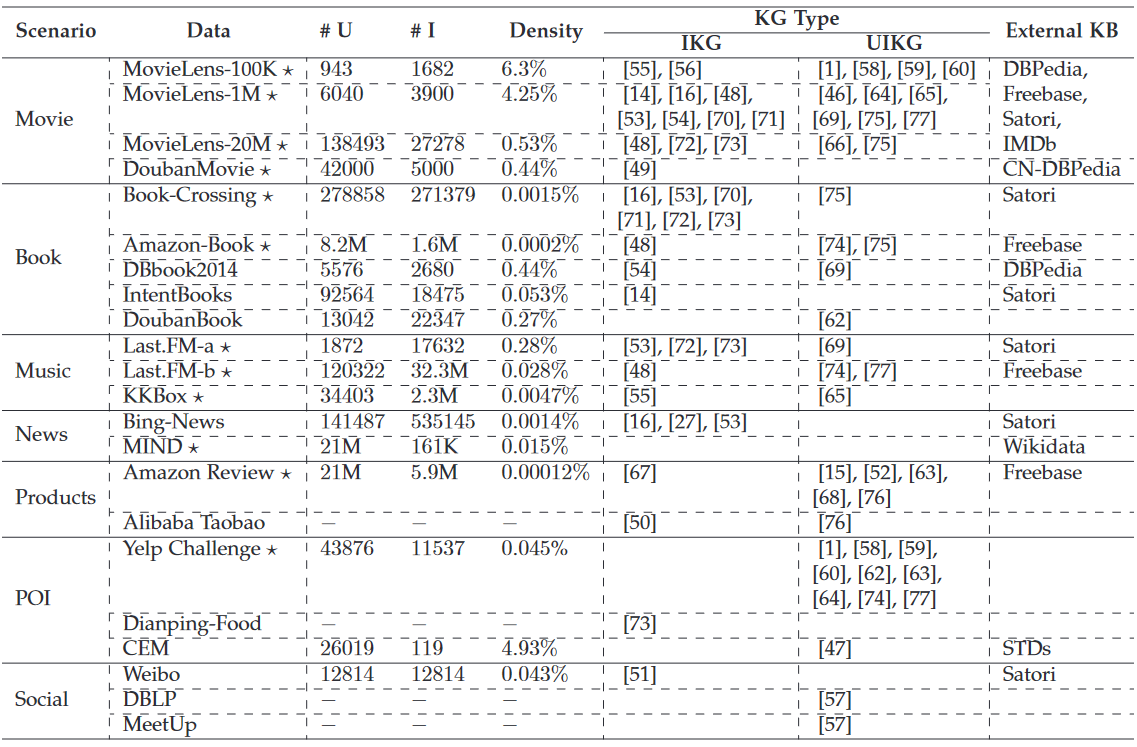 Scenario Data # U # I Density KG Type External KB
IKG UIKG
MovieLens-100K ⋆ 943 1682 6.3% [55], [56] [1], [58], [59], [60] DBPedia,
MovieLens-1M ⋆ 6040 3900 4.25% [14], [16], [48], [46], [64], [65], Freebase,
Movie [53], [54], [70], [71] [69], [75], [77] Satori,
MovieLens-20M ⋆ 138493 27278 0.53% [48], [72], [73] [66], [75] IMDb
DoubanMovie ⋆ 42000 5000 0.44% [49] CN-DBPedia
Book-Crossing ⋆ 278858 271379 0.0015% [16], [53], [70], [75] Satori
[71], [72], [73]
Book Amazon-Book ⋆ 8.2M 1.6M 0.0002% [48] [74], [75] Freebase
DBbook2014 5576 2680 0.44% [54] [69] DBPedia
IntentBooks 92564 18475 0.053% [14] Satori
DoubanBook 13042 22347 0.27% [62]
Last.FM-a ⋆ 1872 17632 0.28% [53], [72], [73] [69] Satori
Music Last.FM-b ⋆ 120322 32.3M 0.028% [48] [74], [77] Freebase
KKBox ⋆ 34403 2.3M 0.0047% [55] [65]
News Bing-News 141487 535145 0.0014% [16], [27], [53] Satori
MIND ⋆ 21M 161K 0.015% Wikidata
Amazon Review ⋆ 21M 5.9M 0.00012% [67] [15], [52], [63], Freebase
Products [68], [76]
Alibaba Taobao − − − [50] [76]
Yelp Challenge ⋆ 43876 11537 0.045% [1], [58], [59],
[60], [62], [63],
POI [64], [74], [77]
Dianping-Food − − − [73]
CEM 26019 119 4.93% [47] STDs
Weibo 12814 12814 0.043% [51] Satori
Social DBLP − − − [57]
MeetUp − − − [57]